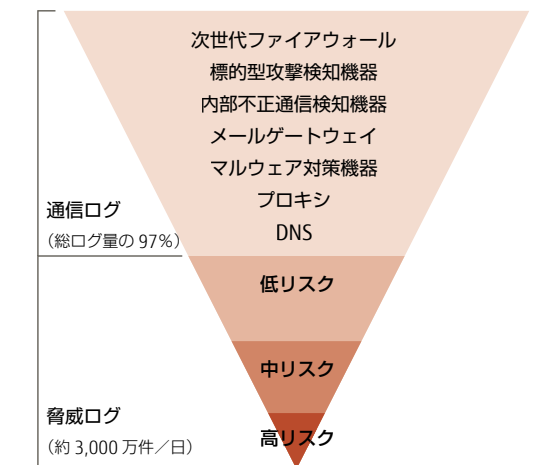 次世代ファイアウォール
標的型攻撃検知機器
内部不正通信検知機器
メールゲートウェイ
マルウェア対策機器
プロキシ
DNS
通信ログ
（総ログ量の 97%）
低リスク
中リスク
高リスク
脅威ログ
（約 3,000 万件／日）